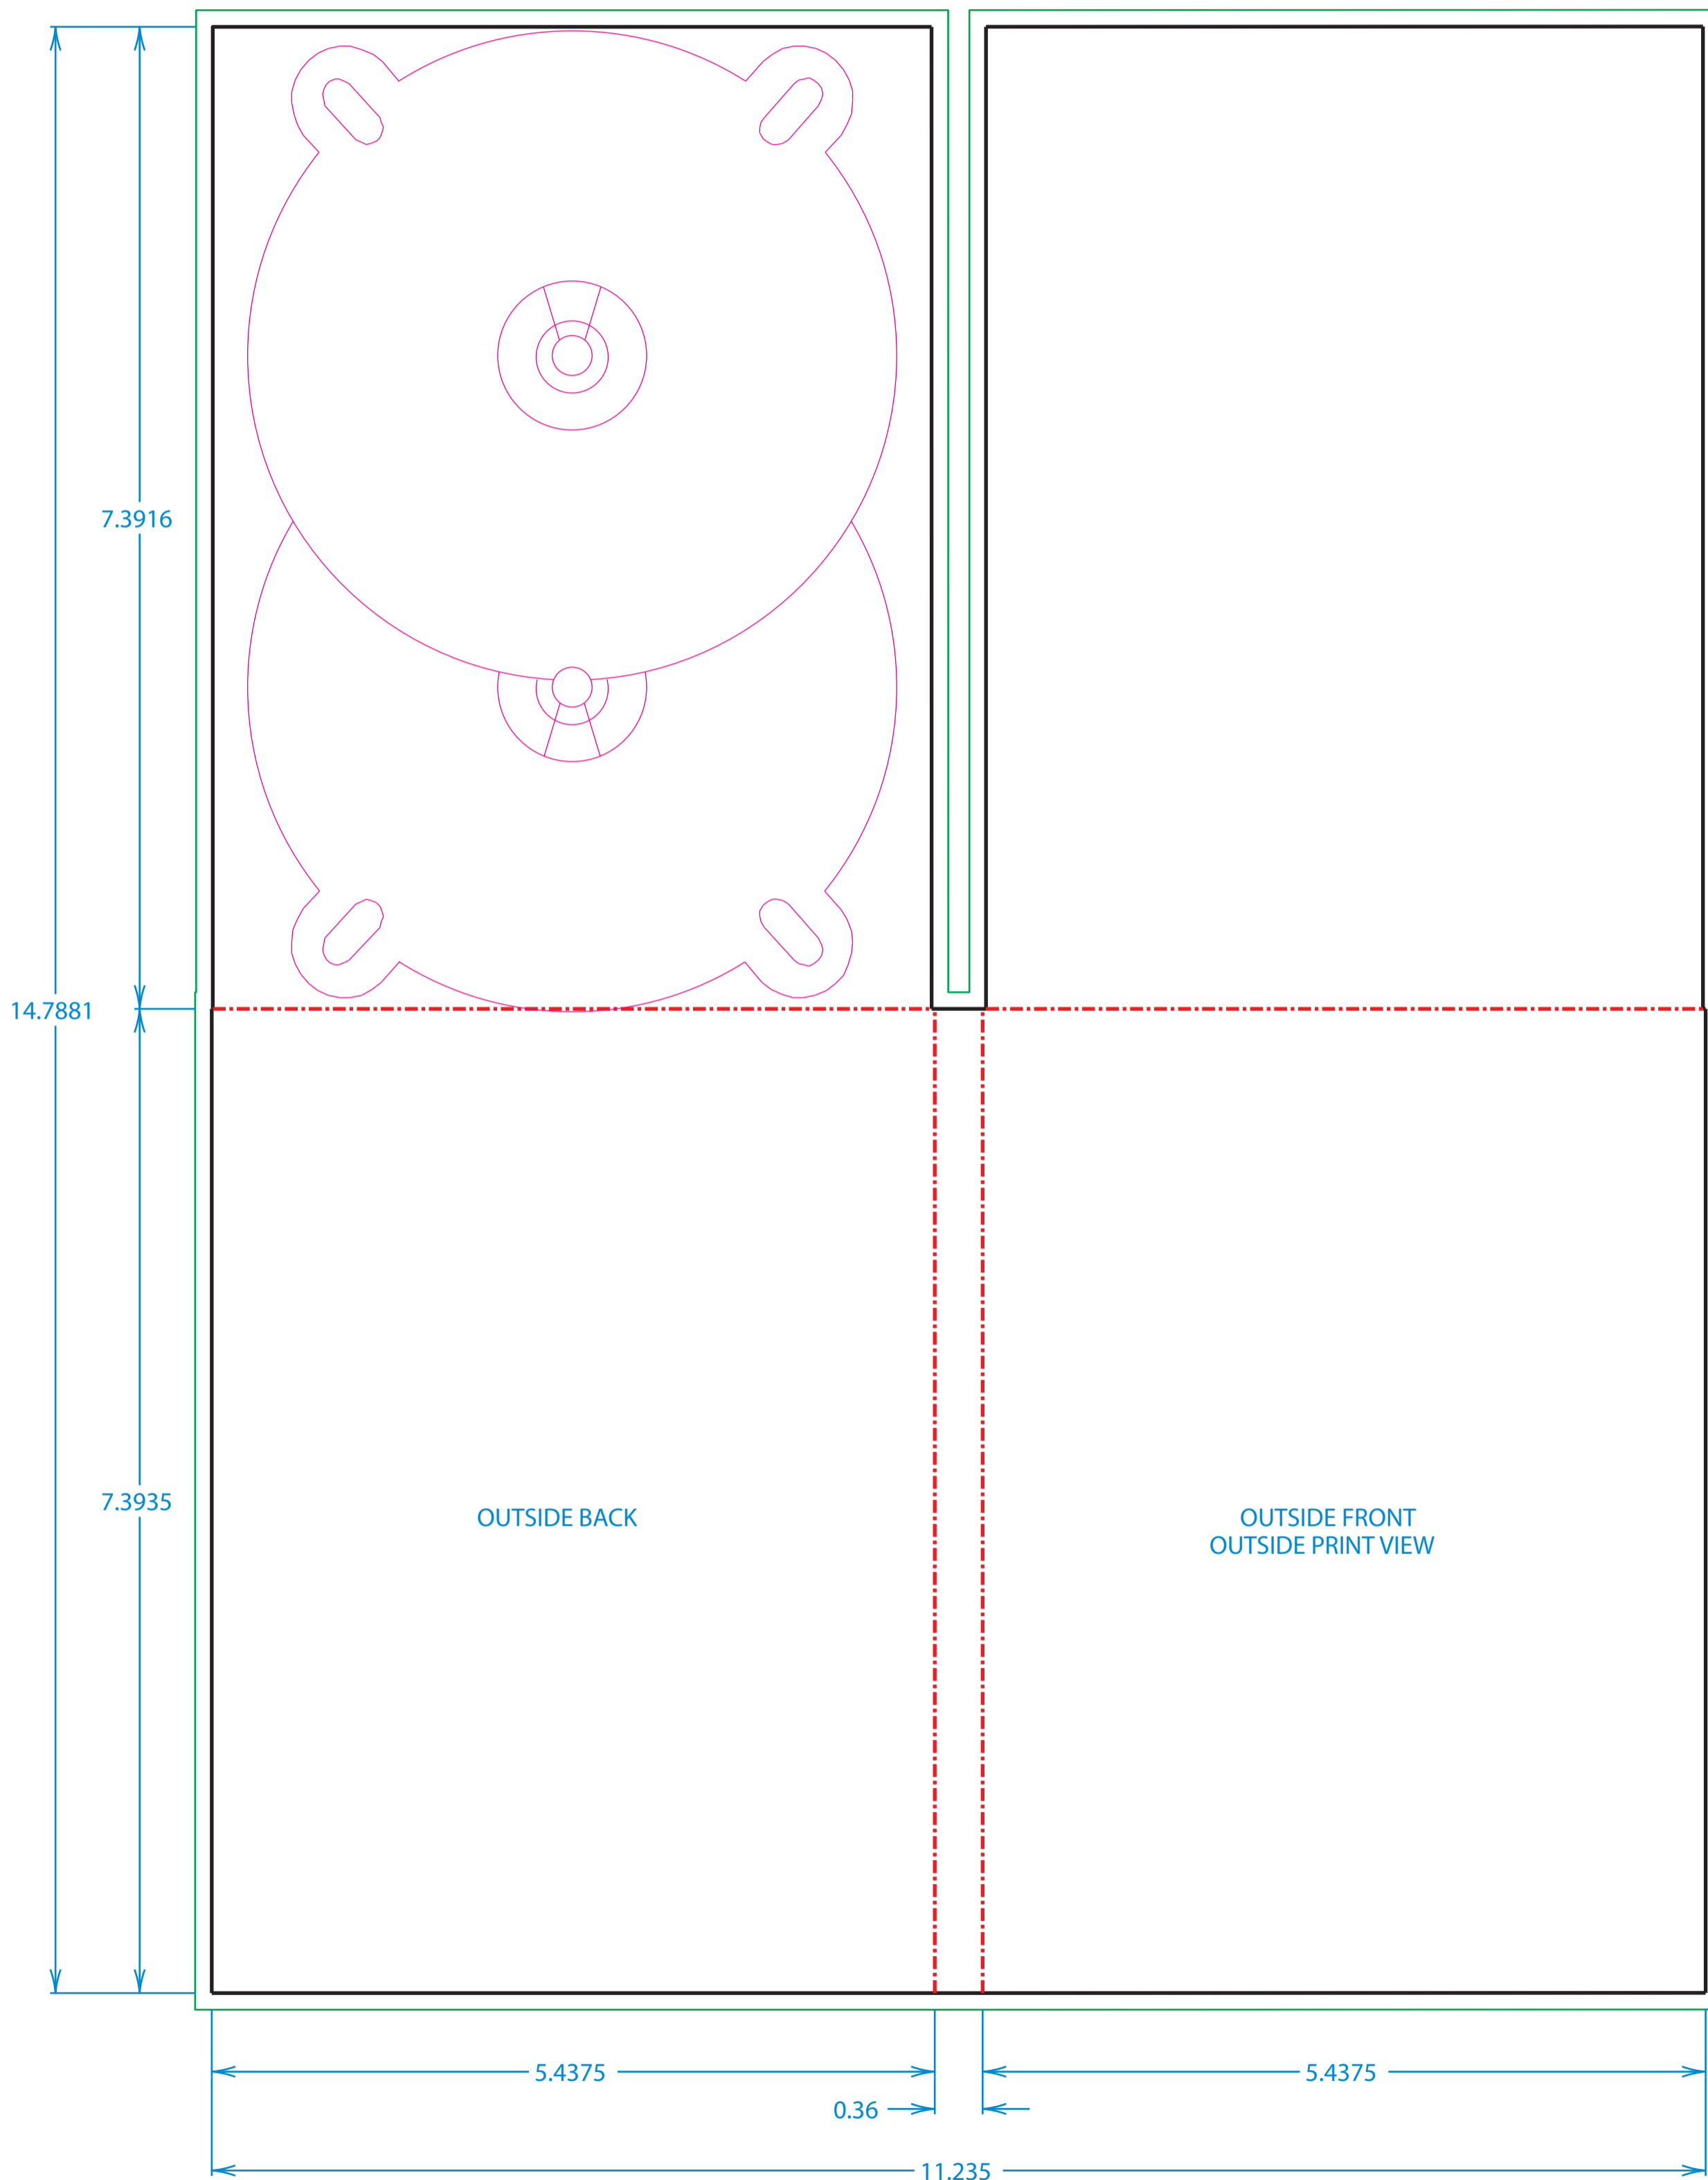 7.3916
14.7881
7.3935
OUTSIDE BACK
OUTSIDE FRONT
OUTSIDE PRINT VIEW
5.4375
5.4375
0.36
11.235